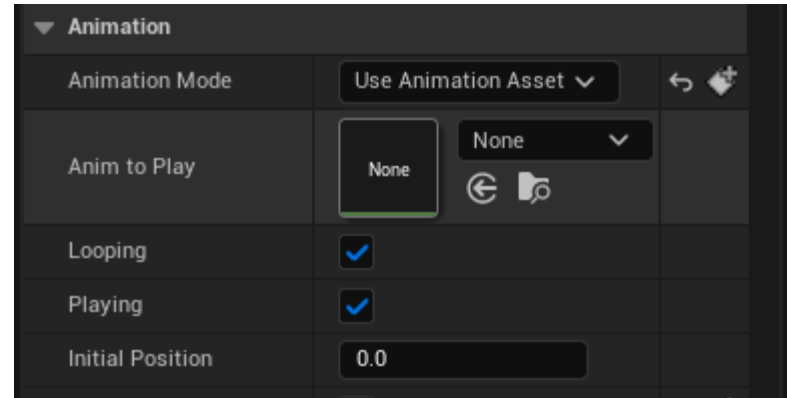 Animation
Animation Mode
Use Animation Asset
Anim to Play
None
None
Looping
Playing
Initial Position
0.0